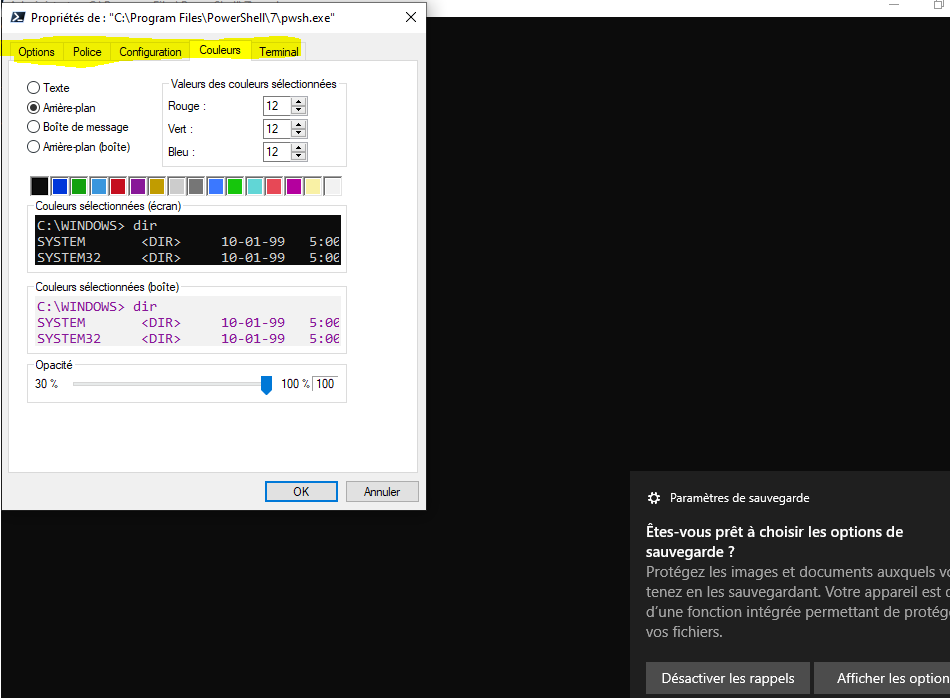 Propriétés de : "C:\Program Files\PowerShell\7\pwsh.exe"
Options Police Configuration Couleurs Terminal
Texte
Arrière-plan
Boîte de message
Arrière-plan (boîte)
Valeurs des couleurs sélectionnées
Rouge : 12
Vert : 12
Bleu : 12
Couleurs sélectionnées (écran)
C:\WINDOWS> dir
SYSTEM <DIR> 10-01-99 5:00
SYSTEM32 <DIR> 10-01-99 5:00
Couleurs sélectionnées (boîte)
C:\WINDOWS> dir
SYSTEM <DIR> 10-01-99 5:00
SYSTEM32 <DIR> 10-01-99 5:00
Opacité
30 % 100 % 100
OK Annuler
Paramètres de sauvegarde
Êtes-vous prêt à choisir les options de
sauvegarde ?
Protégez les images et documents auxquels vo
tenez en les sauvegardant. Votre appareil est
d'une fonction intégrée permettant de protég
vos fichiers.
Désactiver les rappels Afficher les option